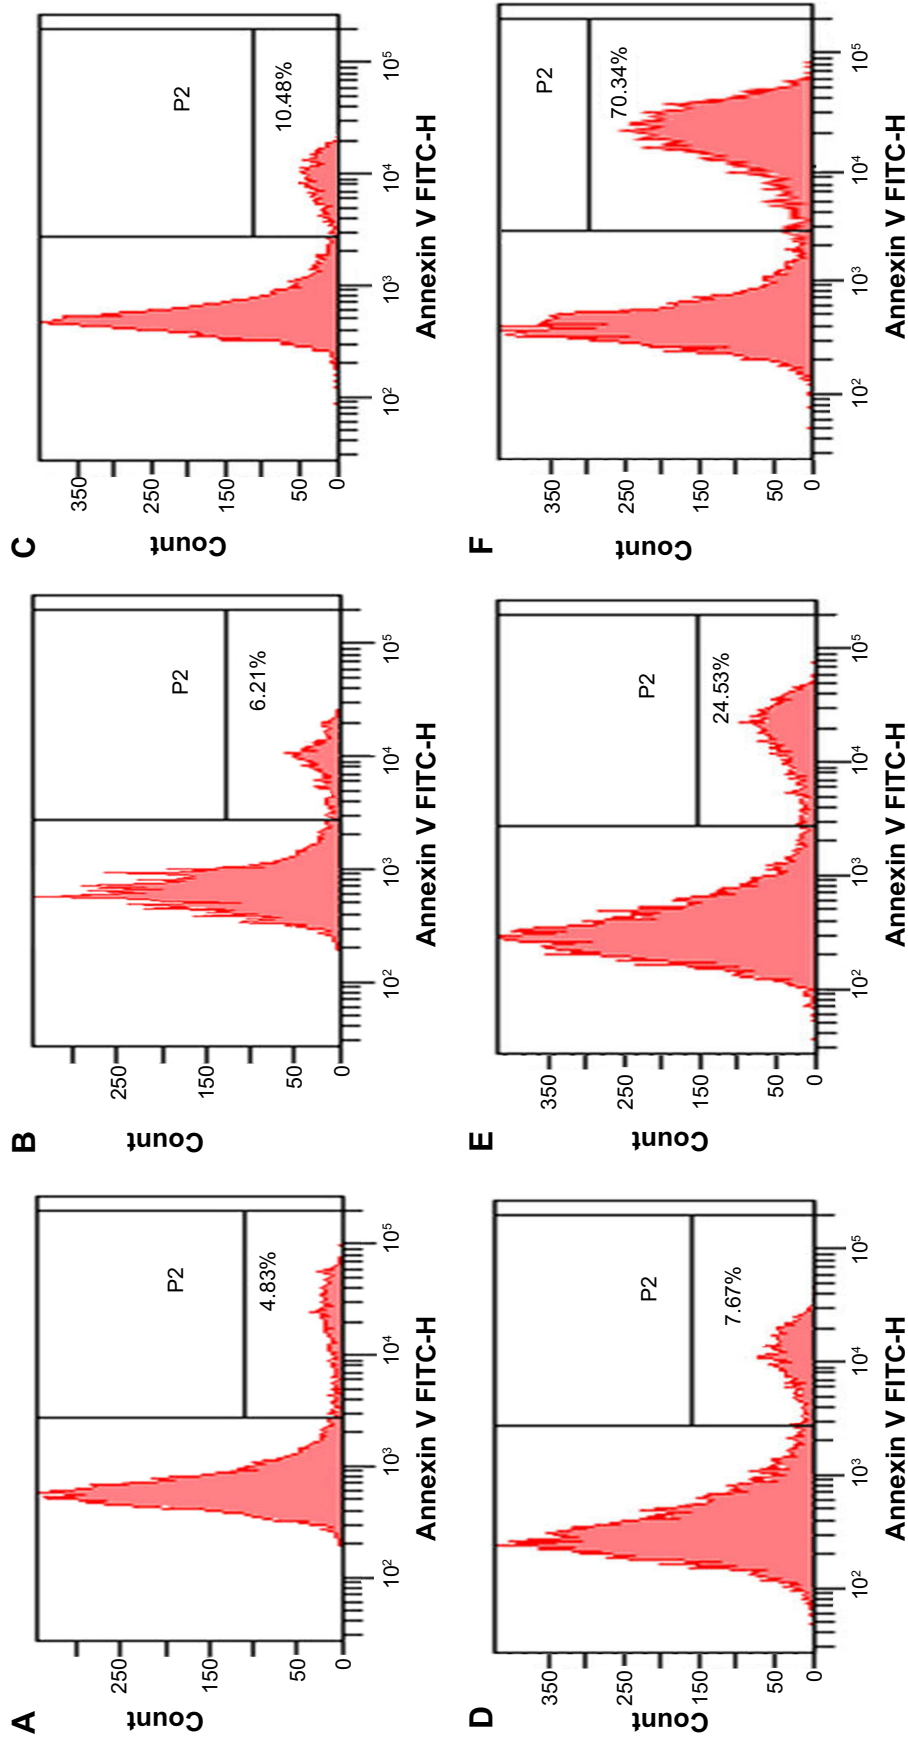 A
Count
250
150
50
0
P2
4.83%
10²
10³
10⁴
10⁵
Annexin V FITC-H
B
Count
250
150
50
0
P2
6.21%
10²
10³
10⁴
10⁵
Annexin V FITC-H
C
Count
350
250
150
50
0
P2
10.48%
10²
10³
10⁴
10⁵
Annexin V FITC-H
D
Count
350
250
150
50
0
P2
7.67%
10²
10³
10⁴
10⁵
Annexin V FITC-H
E
Count
350
250
150
50
0
P2
24.53%
10²
10³
10⁴
10⁵
Annexin V FITC-H
F
Count
350
250
150
50
0
P2
70.34%
10²
10³
10⁴
10⁵
Annexin V FITC-H